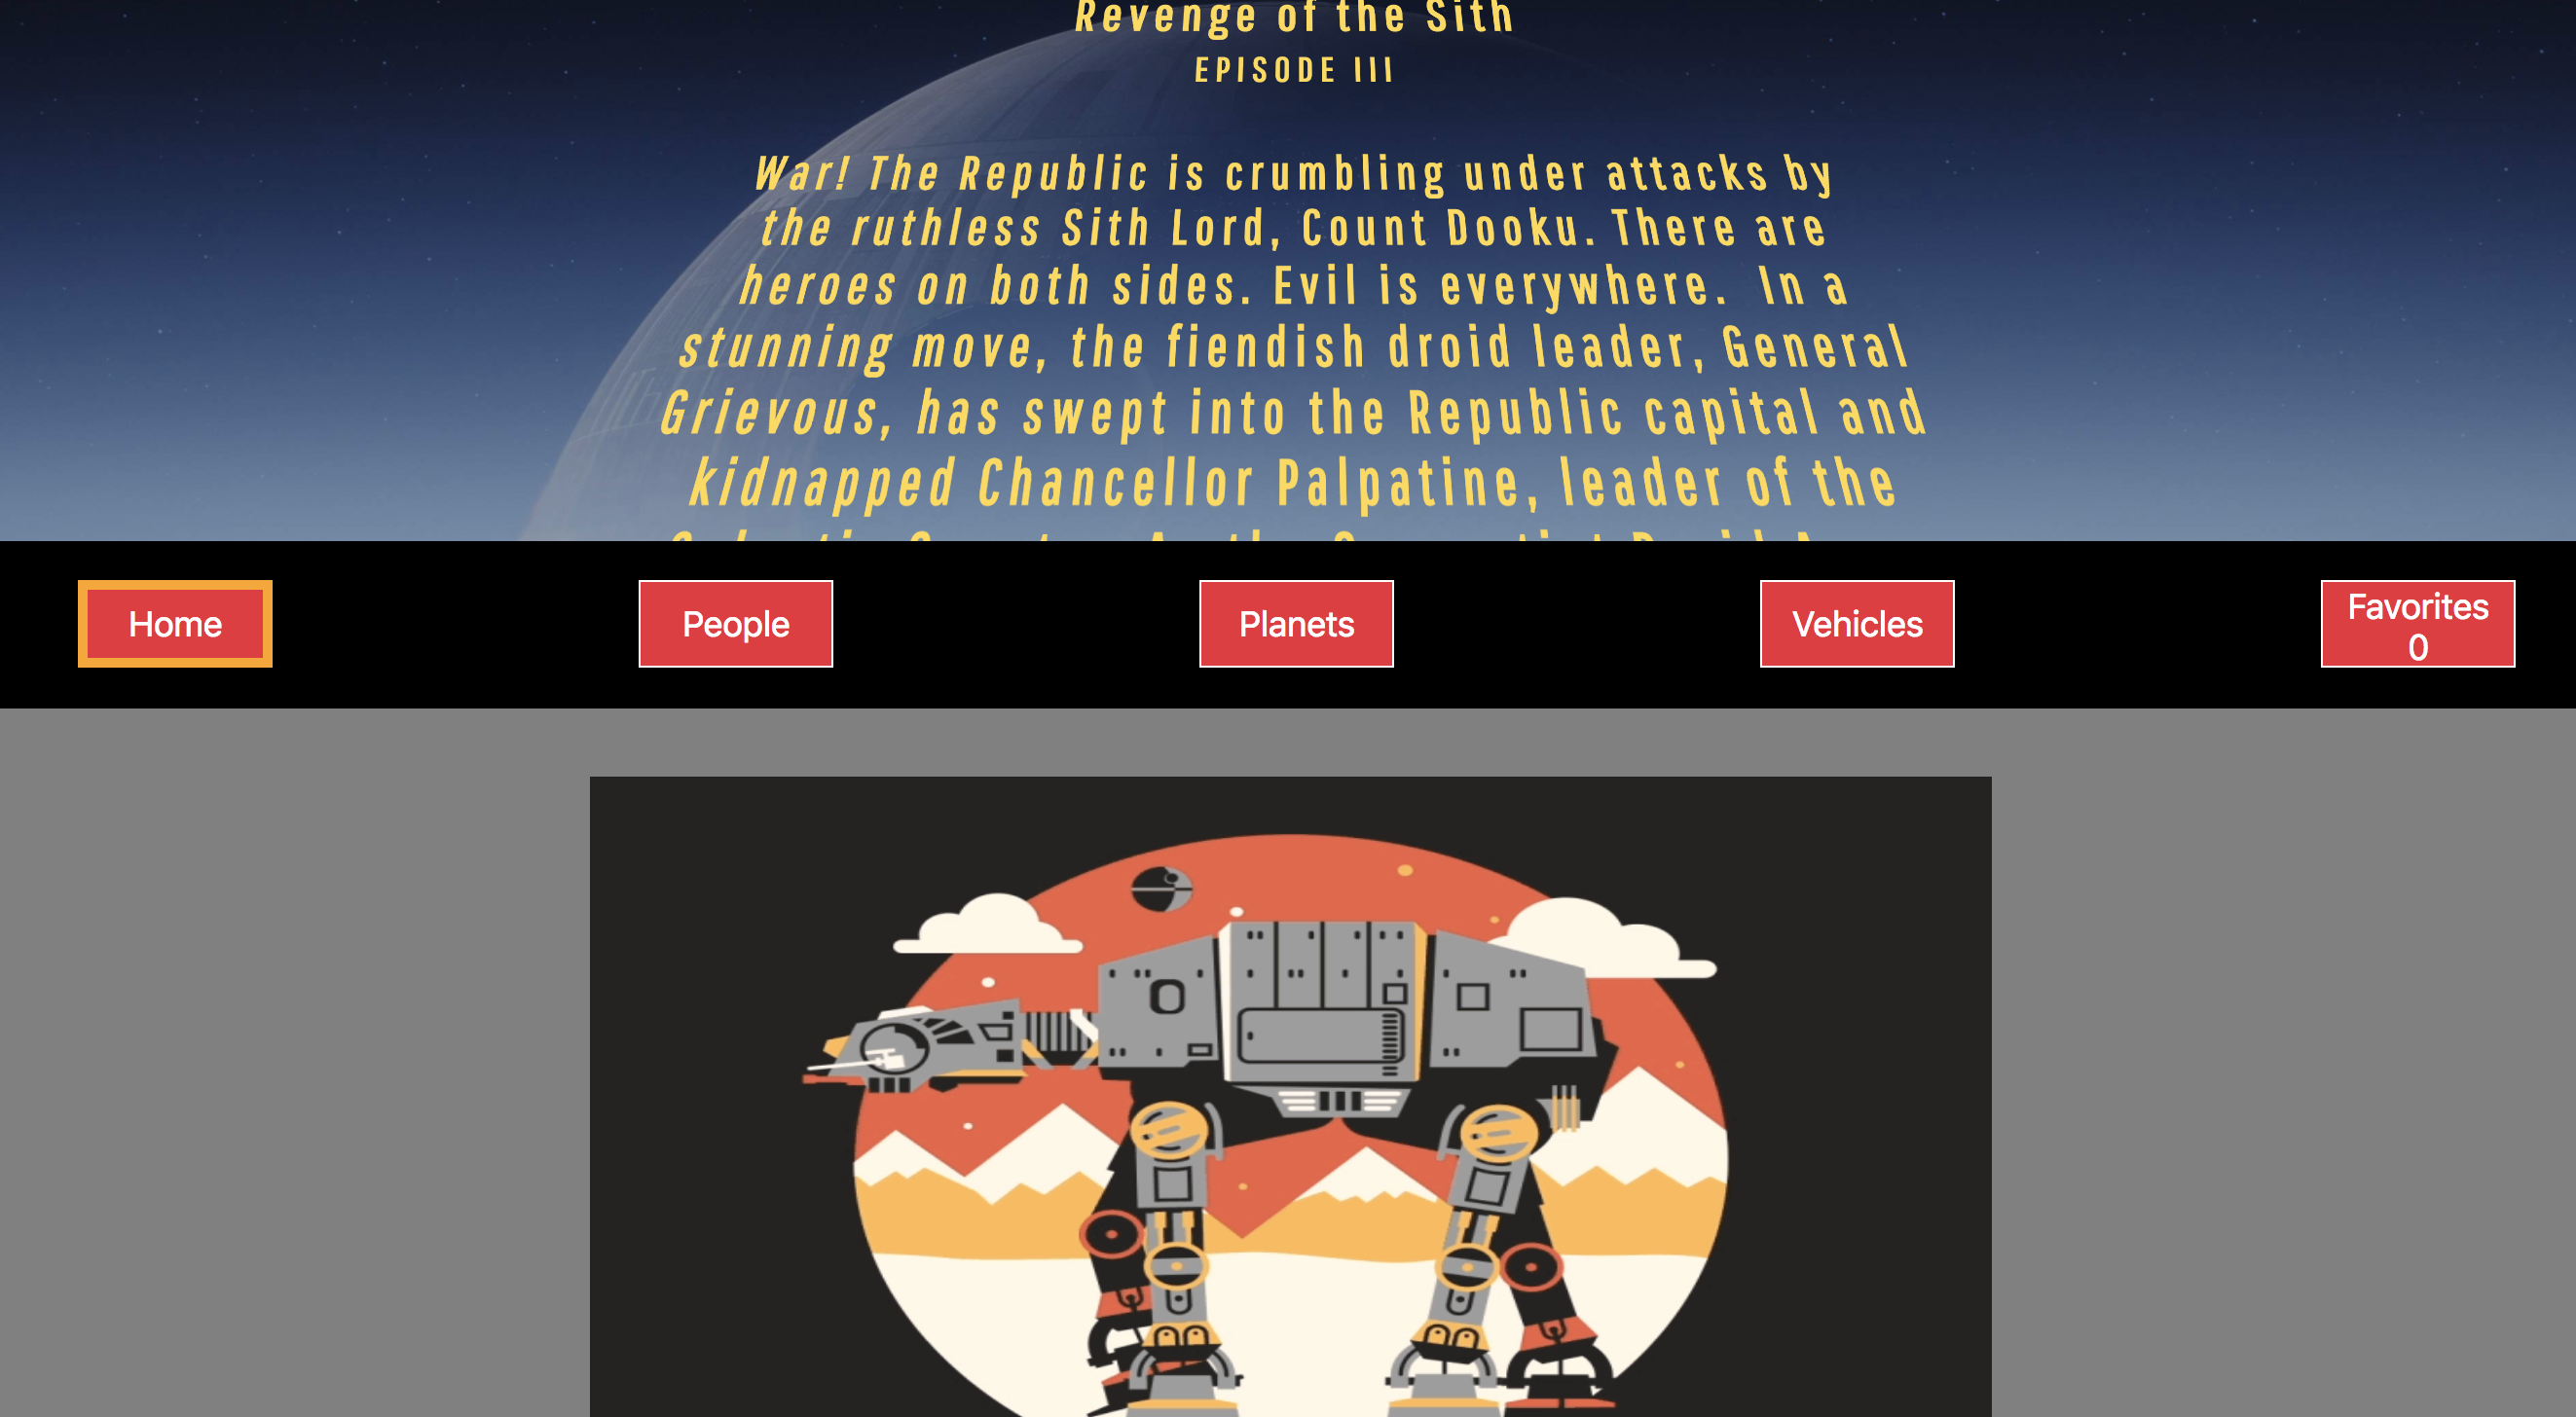 Revenge of the Sith
EPISODE III
War! The Republic is crumbling under attacks by
the ruthless Sith Lord, Count Dooku. There are
heroes on both sides. Evil is everywhere. In a
stunning move, the fiendish droid leader, General
Grievous, has swept into the Republic capital and
kidnapped Chancellor Palpatine, leader of the
Home
People
Planets
Vehicles
Favorites
0